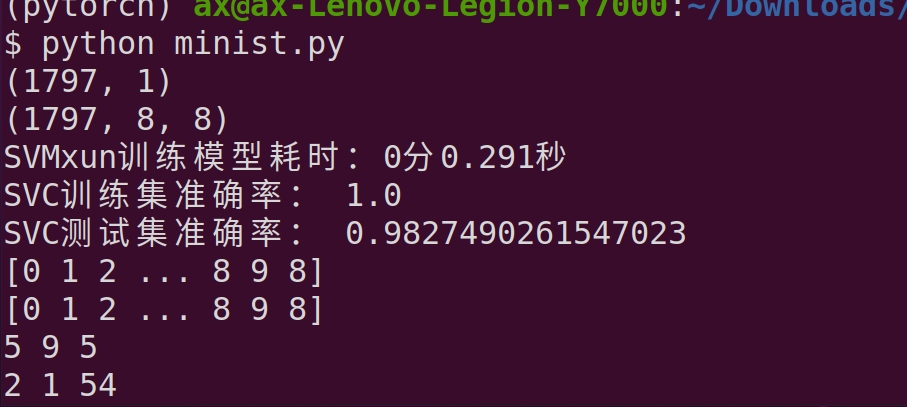 (pytorch) ax@ax-Lenovo-Legion-Y7000:~/Downloads/
$ python minist.py
(1797, 1)
(1797, 8, 8)
SVMxun训练模型耗时：0分0.291秒
SVC训练集准确率： 1.0
SVC测试集准确率： 0.9827490261547023
[0 1 2 ... 8 9 8]
[0 1 2 ... 8 9 8]
5 9 5
2 1 54